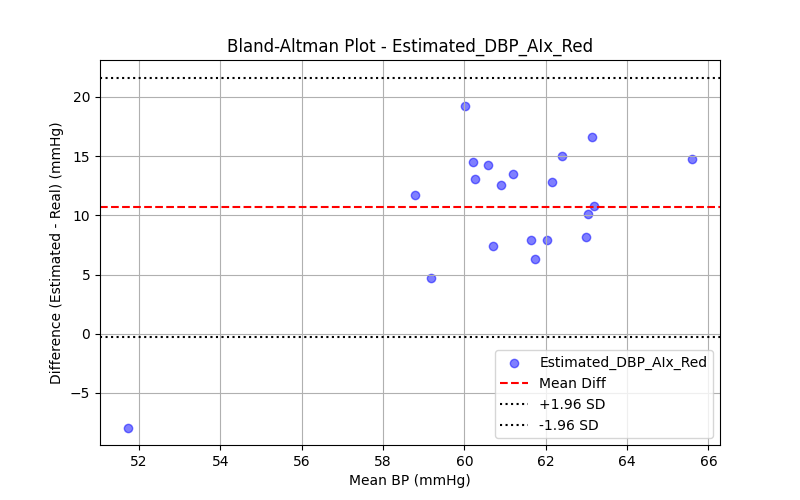 Bland-Altman Plot - Estimated_DBP_AIx_Red
Difference (Estimated - Real) (mmHg)
20
15
10
5
0
−5
52
54
56
58
60
62
64
66
Mean BP (mmHg)
Estimated_DBP_AIx_Red
Mean Diff
+1.96 SD
-1.96 SD